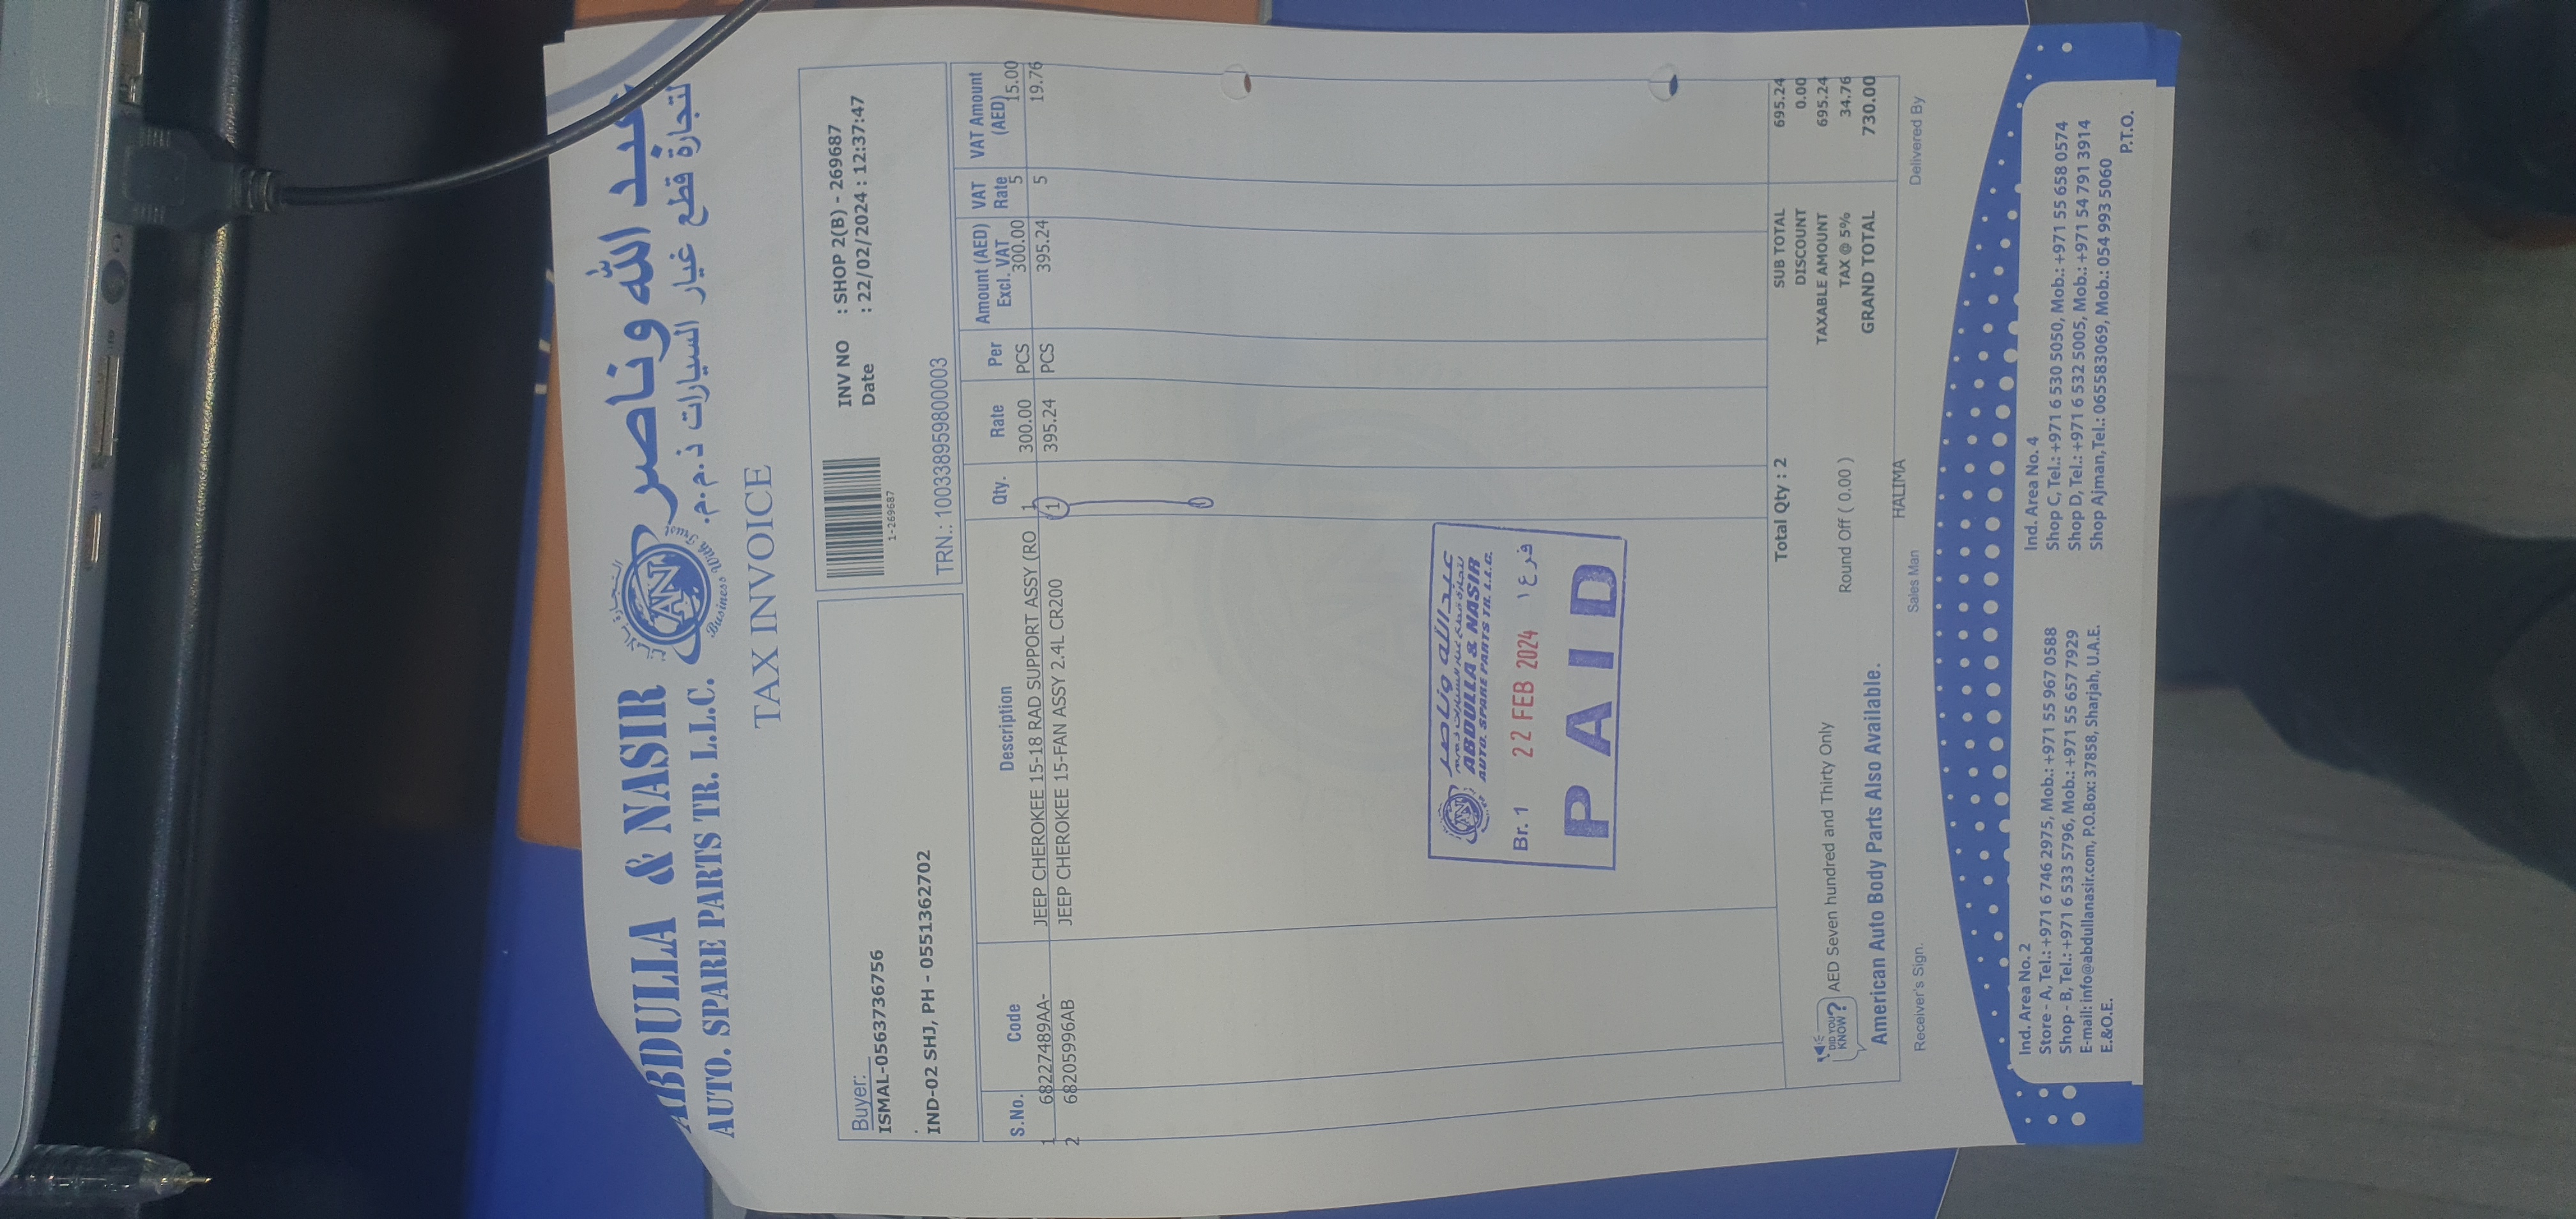 عبد الله وناصر
لتجارة قطع غيار السيارات ذ.م.م.
ABDULLA & NASIR
AUTO. SPARE PARTS TR. L.L.C.
AN
Business With Trust
TAX INVOICE
Buyer:
ISMAL-0563736756
IND-02 SHJ, PH - 0551362702
1-269687
INV NO : SHOP 2(B) - 269687
Date : 22/02/2024 : 12:37:47
TRN.: 100338959800003
S.No. Code Description Qty. Rate Per Amount (AED) Excl. VAT VAT Rate VAT Amount (AED)
1 68227489AA- JEEP CHEROKEE 15-18 RAD SUPPORT ASSY (RO 1 300.00 PCS 300.00 5 15.00
2 68205996AB JEEP CHEROKEE 15-FAN ASSY 2.4L CR200 1 395.24 PCS 395.24 5 19.76
عبدالله وناصر
ABDULLA & NASIR
AUTO. SPARE PARTS TR. L.L.C.
Br. 1 22 FEB 2024 فرع ١
PAID
Total Qty : 2 SUB TOTAL 695.24
DISCOUNT 0.00
TAXABLE AMOUNT 695.24
DID YOU KNOW? AED Seven hundred and Thirty Only Round Off ( 0.00 ) TAX @ 5% 34.76
GRAND TOTAL 730.00
American Auto Body Parts Also Available.
HALIMA
Receiver's Sign. Sales Man Delivered By
Ind. Area No. 2
Store - A, Tel.: +971 6 746 2975, Mob.: +971 55 967 0588
Shop - B, Tel.: +971 6 533 5796, Mob.: +971 55 657 7929
E-mail: info@abdullanasir.com, P.O.Box: 37858, Sharjah, U.A.E.
E.&O.E.
Ind. Area No. 4
Shop C, Tel.: +971 6 530 5050, Mob.: +971 55 658 0574
Shop D, Tel.: +971 6 532 5005, Mob.: +971 54 791 3914
Shop Ajman, Tel.: 065583069, Mob.: 054 993 5060
P.T.O.